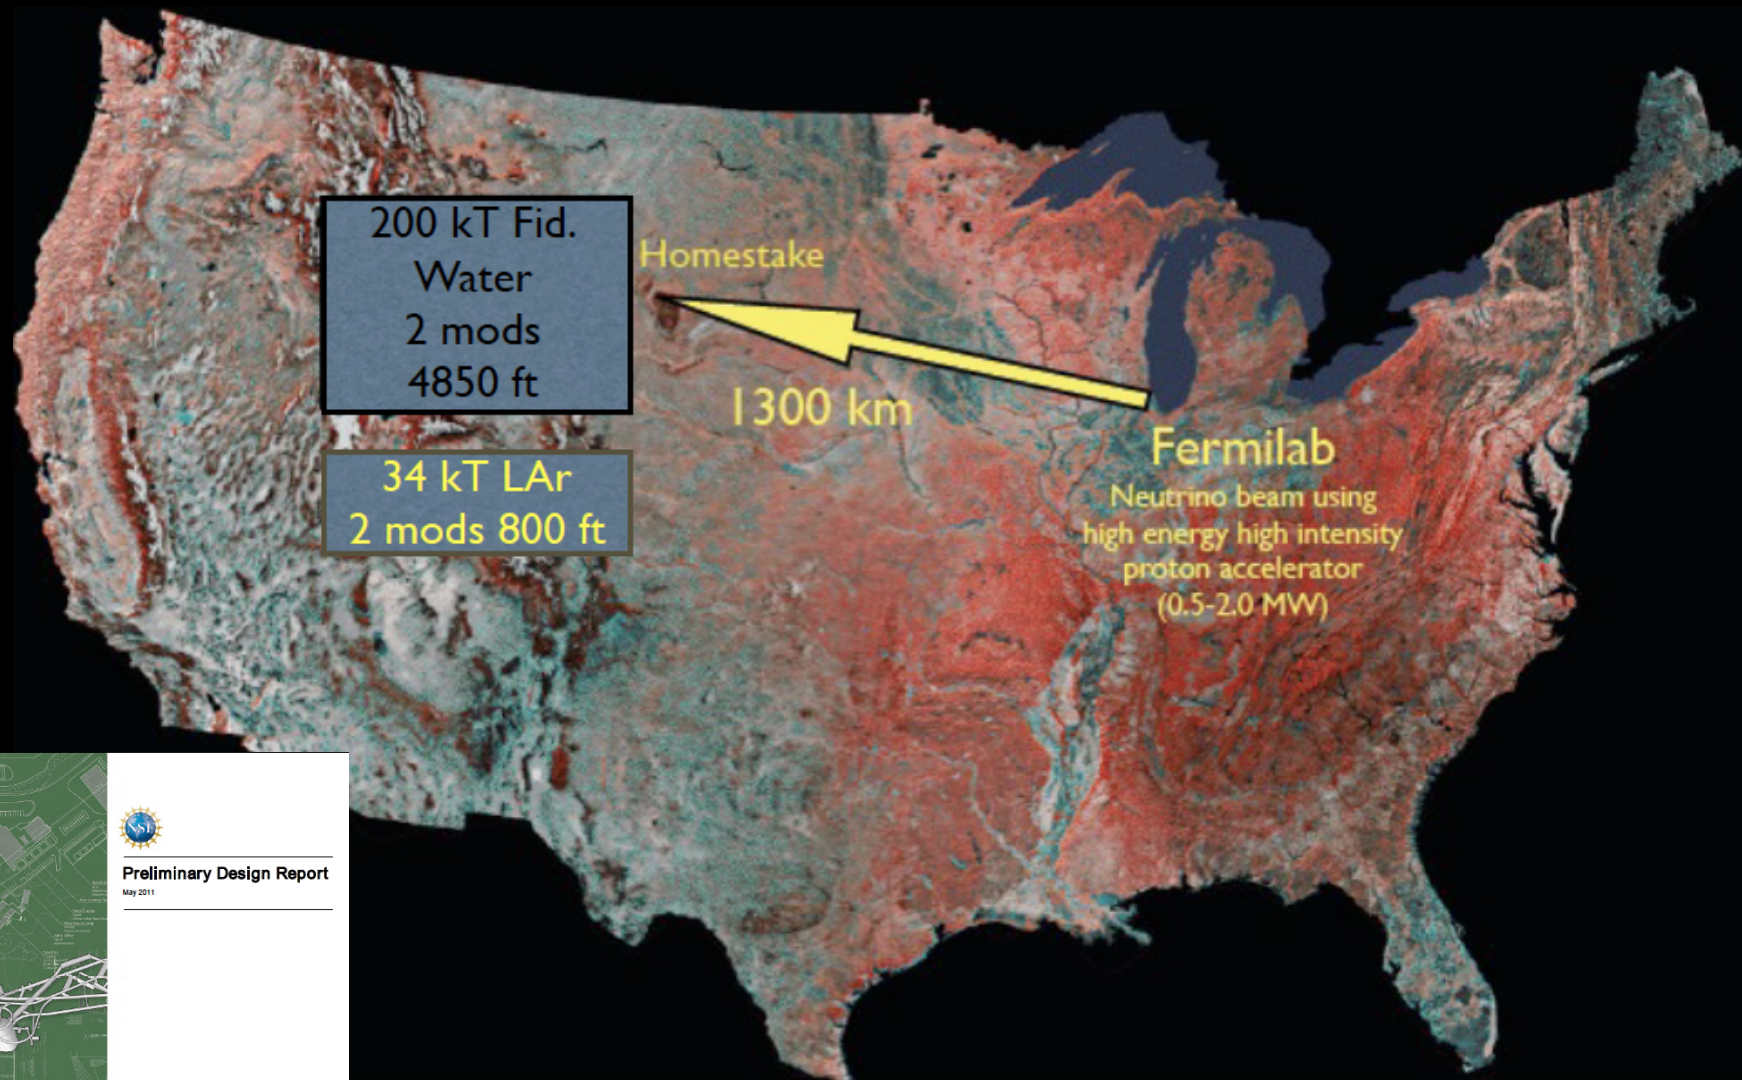 200 kT Fid.
Water
2 mods
4850 ft
34 kT LAr
2 mods 800 ft
Homestake
1300 km
Fermilab
Neutrino beam using
high energy high intensity
proton accelerator
(0.5-2.0 MW)
NSF
Preliminary Design Report
May 2011